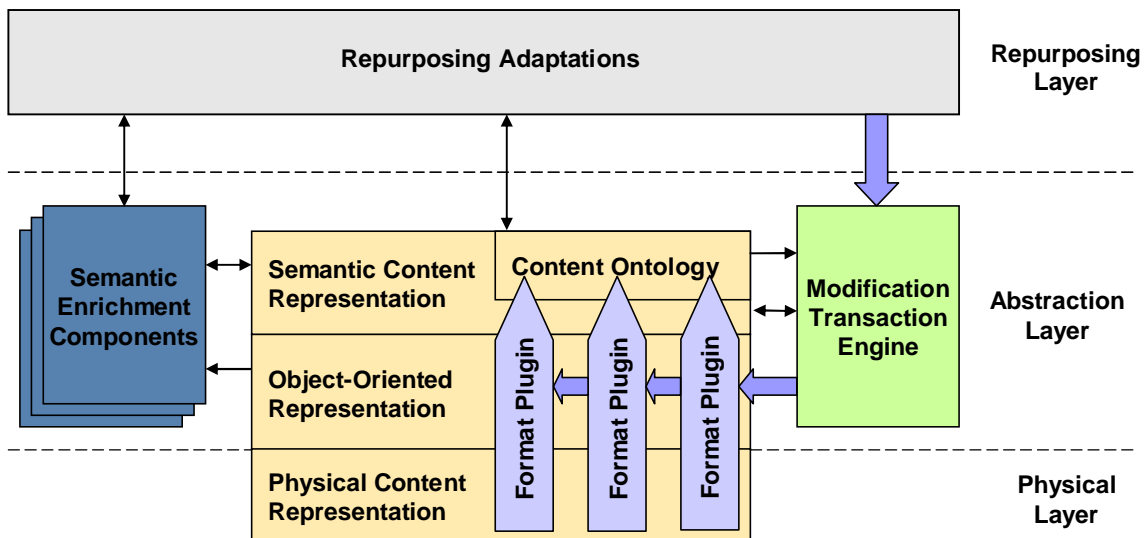 Repurposing Adaptations
Repurposing
Layer
Semantic
Enrichment
Components
Semantic Content
Representation
Content Ontology
Modification
Transaction
Engine
Abstraction
Layer
Object-Oriented
Representation
Format Plugin
Format Plugin
Format Plugin
Physical Content
Representation
Physical
Layer